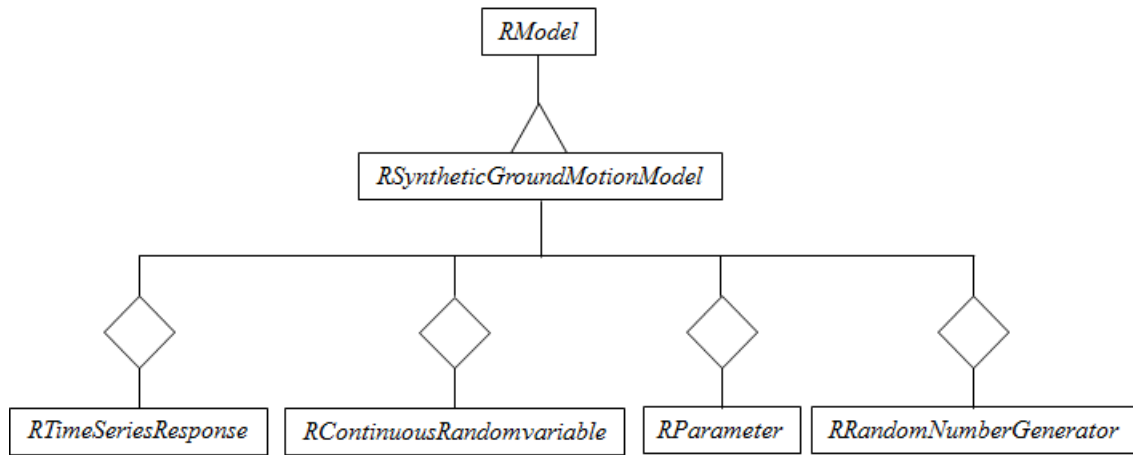 RModel
RSyntheticGroundMotionModel
RTimeSeriesResponse
RContinuousRandomvariable
RParameter
RRandomNumberGenerator